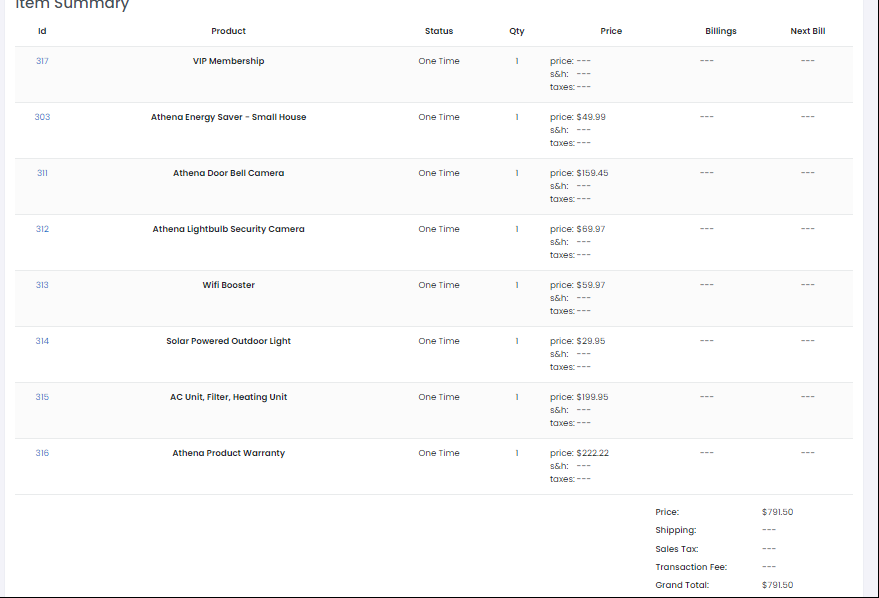 Item Summary
Id Product Status Qty Price Billings Next Bill
317 VIP Membership One Time 1 price: --- --- ---
s&h: ---
taxes: ---
303 Athena Energy Saver - Small House One Time 1 price: $49.99 --- ---
s&h: ---
taxes: ---
311 Athena Door Bell Camera One Time 1 price: $159.45 --- ---
s&h: ---
taxes: ---
312 Athena Lightbulb Security Camera One Time 1 price: $69.97 --- ---
s&h: ---
taxes: ---
313 Wifi Booster One Time 1 price: $59.97 --- ---
s&h: ---
taxes: ---
314 Solar Powered Outdoor Light One Time 1 price: $29.95 --- ---
s&h: ---
taxes: ---
315 AC Unit, Filter, Heating Unit One Time 1 price: $199.95 --- ---
s&h: ---
taxes: ---
316 Athena Product Warranty One Time 1 price: $222.22 --- ---
s&h: ---
taxes: ---
Price: $791.50
Shipping: ---
Sales Tax: ---
Transaction Fee: ---
Grand Total: $791.50